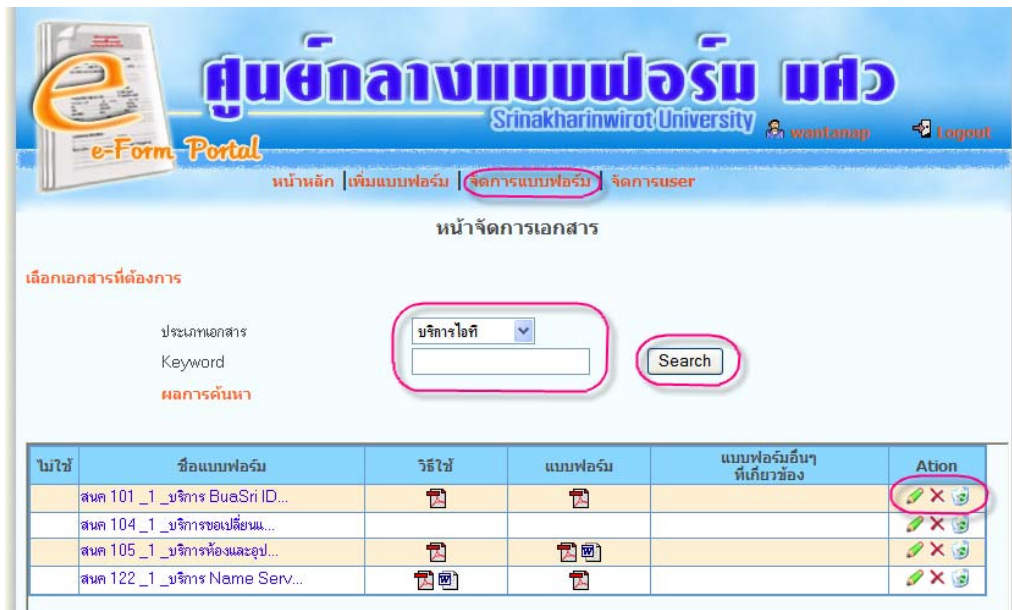 ศูนย์กลางแบบฟอร์ม มศว
Srinakharinwirot University
wantanap
Logout
e-Form Portal
หน้าหลัก |เพิ่มแบบฟอร์ม | จัดการแบบฟอร์ม | จัดการuser
หน้าจัดการเอกสาร
เลือกเอกสารที่ต้องการ
ประเภทเอกสาร บริการไอที
Keyword Search
ผลการค้นหา
ไม่ใช้ ชื่อแบบฟอร์ม วิธีใช้ แบบฟอร์ม แบบฟอร์มอื่นๆ ที่เกี่ยวข้อง Ation
สนค 101 _1 _บริการ BuaSri ID...
สนค 104 _1 _บริการขอเปลี่ยนแ...
สนค 105 _1 _บริการห้องและอุป...
สนค 122 _1 _บริการ Name Serv...